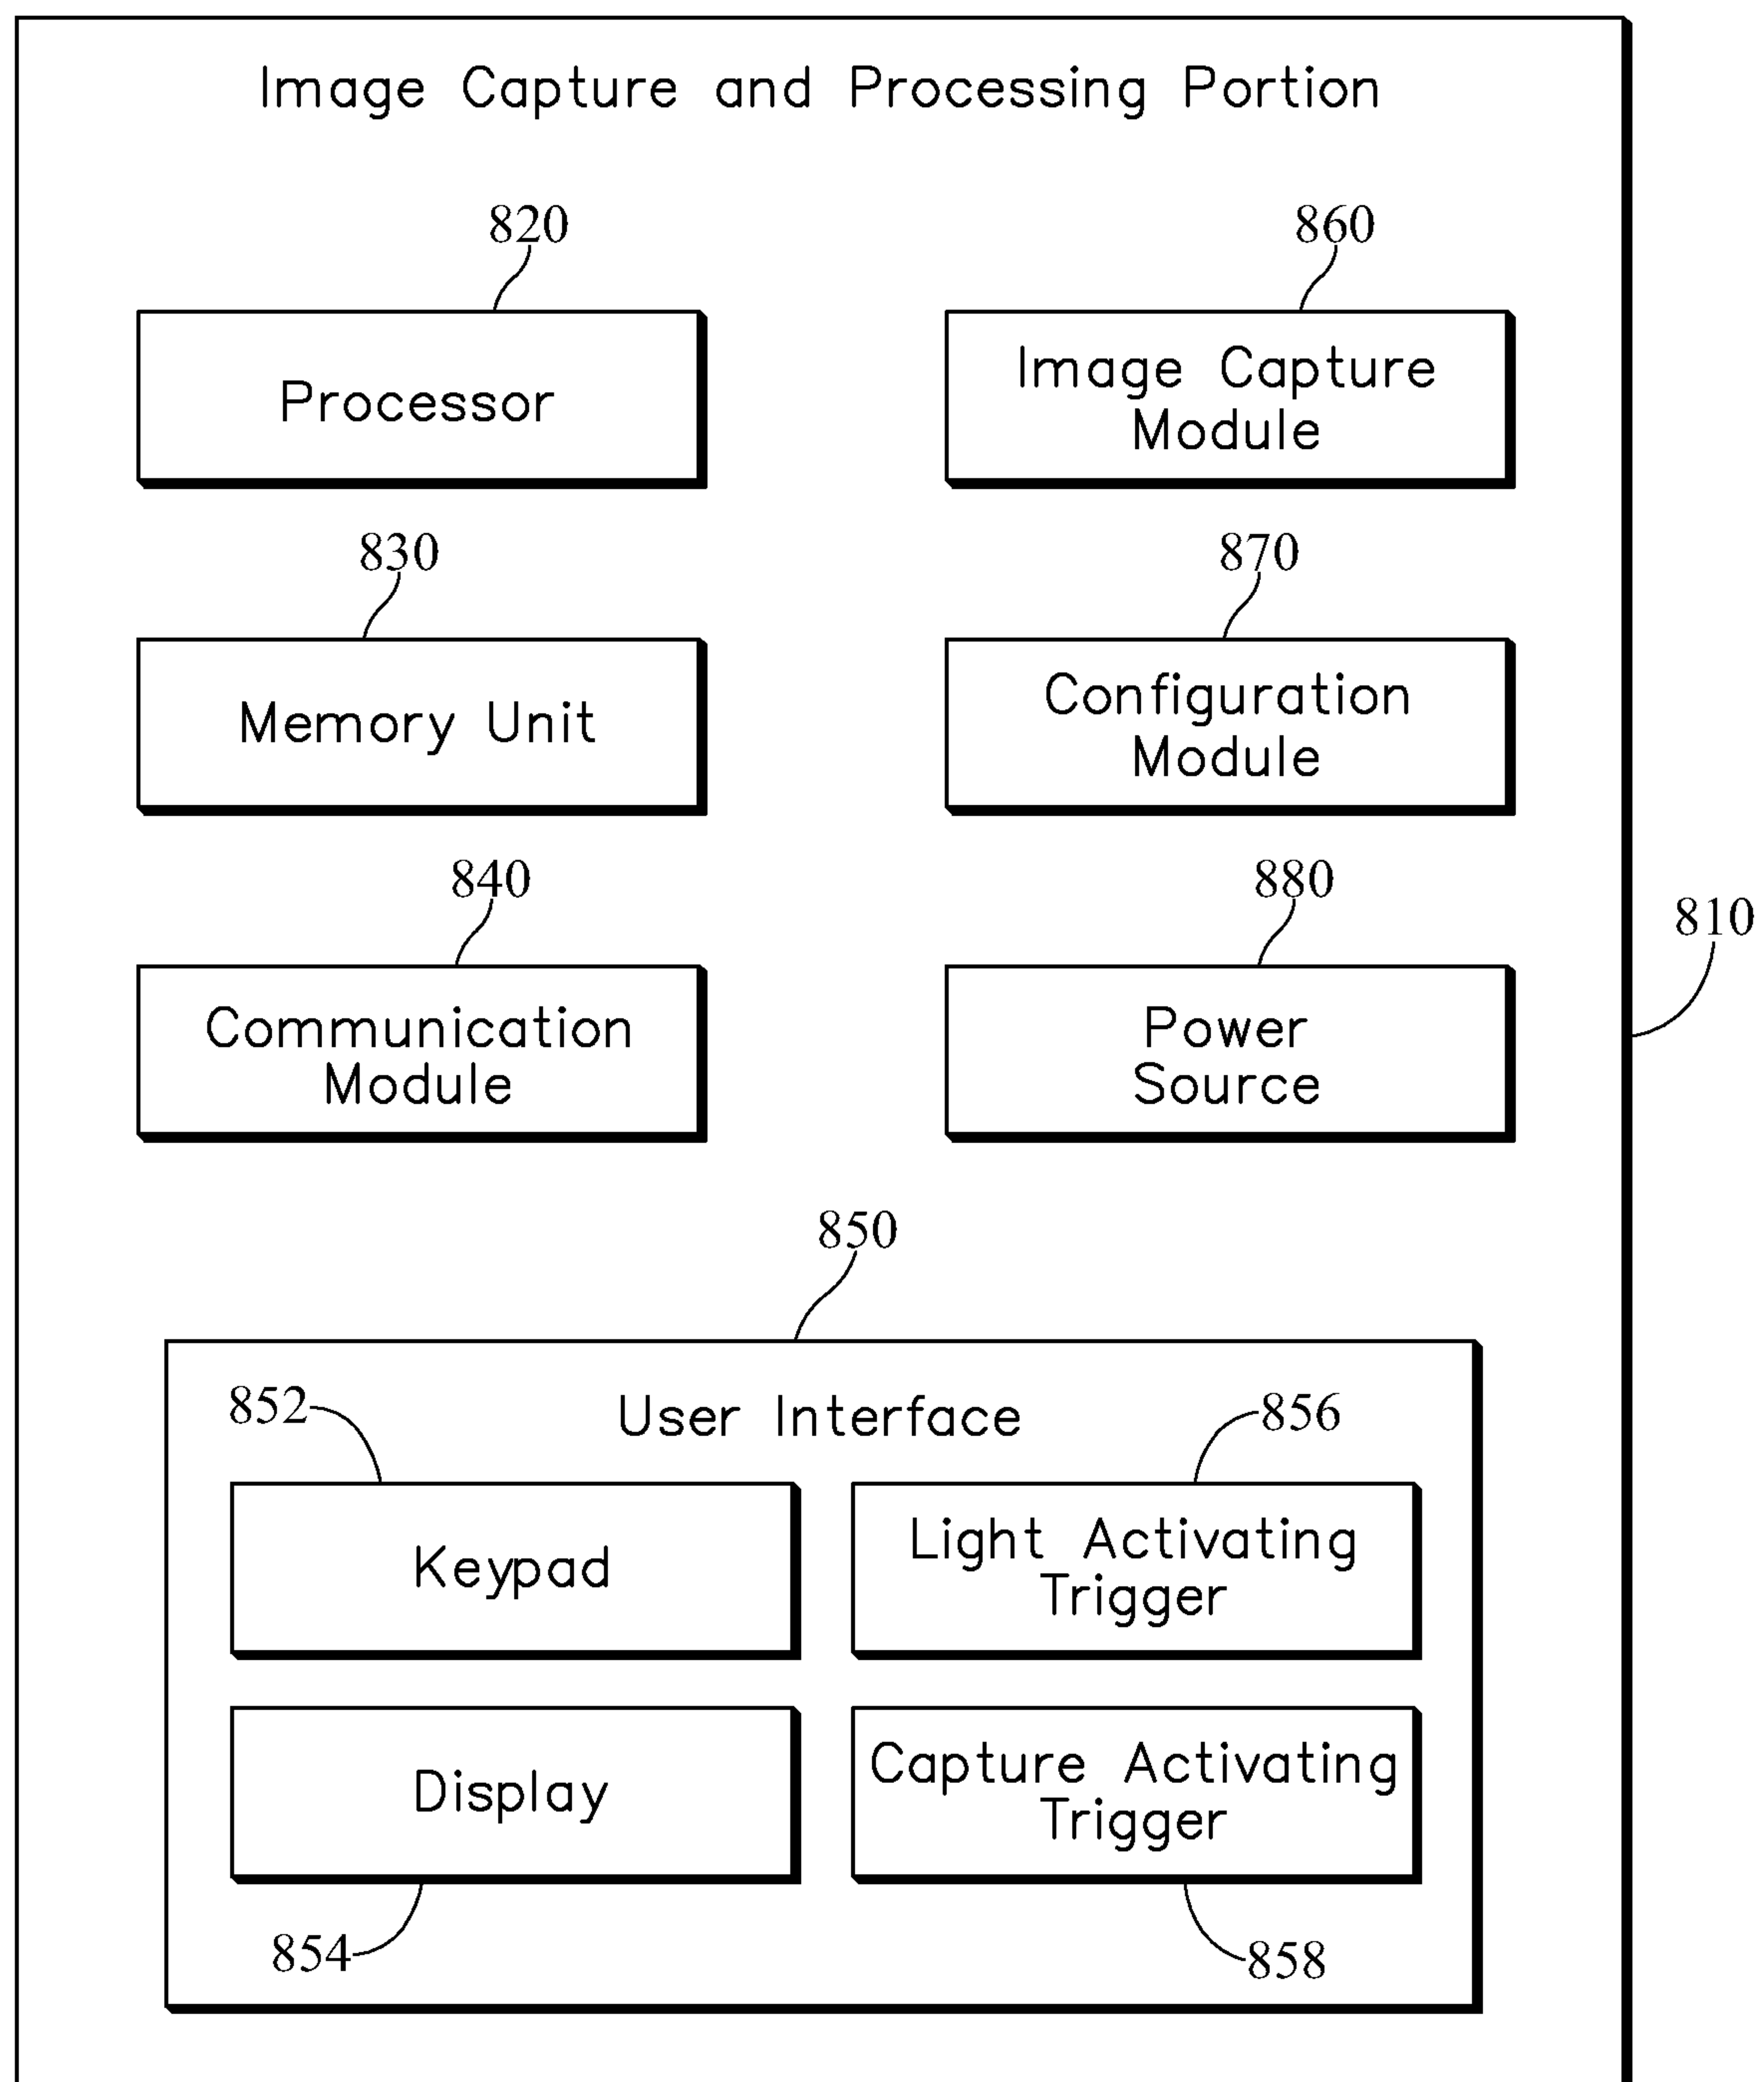 Image Capture and Processing Portion
820
860
Processor
Image Capture
Module
830
870
Memory Unit
Configuration
Module
840
880
810
Communication
Module
Power
Source
850
User Interface
852
856
Keypad
Light Activating
Trigger
Display
Capture Activating
Trigger
854
858